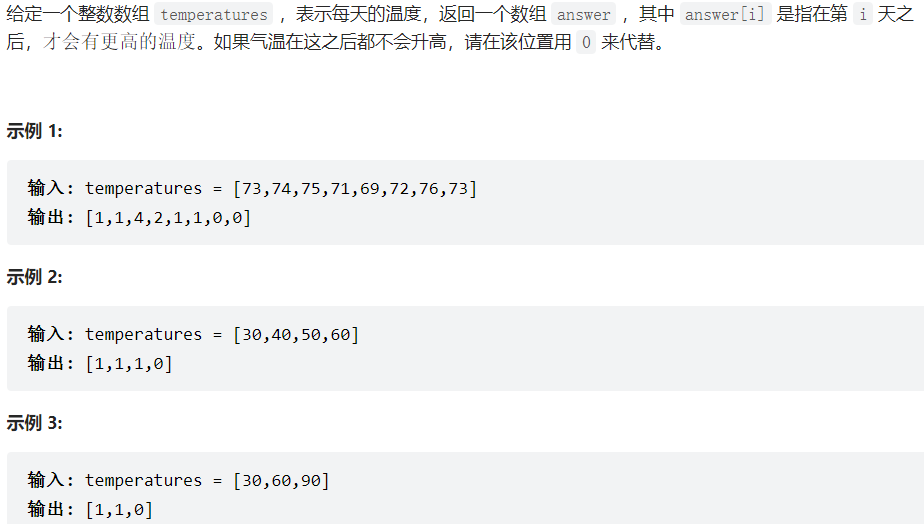 给定一个整数数组 temperatures ，表示每天的温度，返回一个数组 answer ，其中 answer[i] 是指在第 i 天之
后，才会有更高的温度。如果气温在这之后都不会升高，请在该位置用 0 来代替。
示例 1:
输入: temperatures = [73,74,75,71,69,72,76,73]
输出: [1,1,4,2,1,1,0,0]
示例 2:
输入: temperatures = [30,40,50,60]
输出: [1,1,1,0]
示例 3:
输入: temperatures = [30,60,90]
输出: [1,1,0]